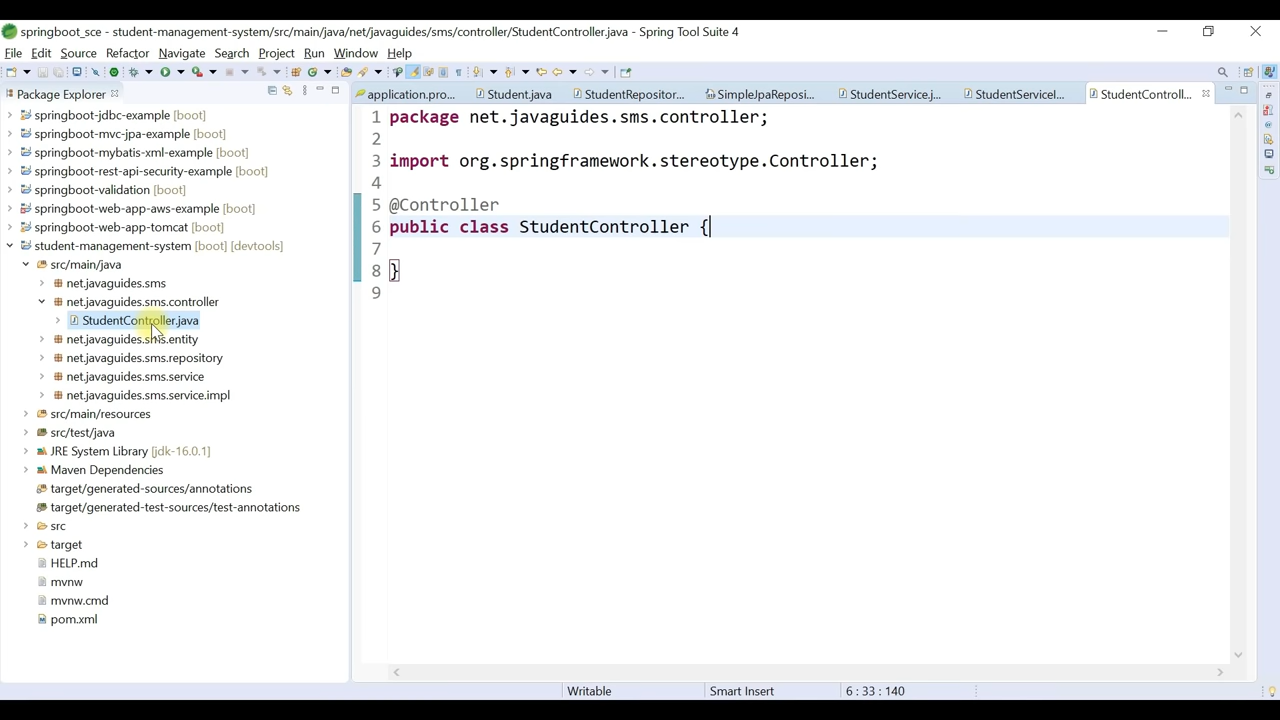 springboot_sce - student-management-system/src/main/java/net/javaguides/sms/controller/StudentController.java - Spring Tool Suite 4
File Edit Source Refactor Navigate Search Project Run Window Help
Package Explorer
application.pro... Student.java StudentRepositor... SimpleJpaReposi... StudentService.j... StudentServiceI... StudentControll...
springboot-jdbc-example [boot]
springboot-mvc-jpa-example [boot]
springboot-mybatis-xml-example [boot]
springboot-rest-api-security-example [boot]
springboot-validation [boot]
springboot-web-app-aws-example [boot]
springboot-web-app-tomcat [boot]
student-management-system [boot] [devtools]
src/main/java
net.javaguides.sms
net.javaguides.sms.controller
StudentController.java
net.javaguides.sms.entity
net.javaguides.sms.repository
net.javaguides.sms.service
net.javaguides.sms.service.impl
src/main/resources
src/test/java
JRE System Library [jdk-16.0.1]
Maven Dependencies
target/generated-sources/annotations
target/generated-test-sources/test-annotations
src
target
HELP.md
mvnw
mvnw.cmd
pom.xml
1 package net.javaguides.sms.controller;
2
3 import org.springframework.stereotype.Controller;
4
5 @Controller
6 public class StudentController {
7
8 }
9
Writable Smart Insert 6 : 33 : 140